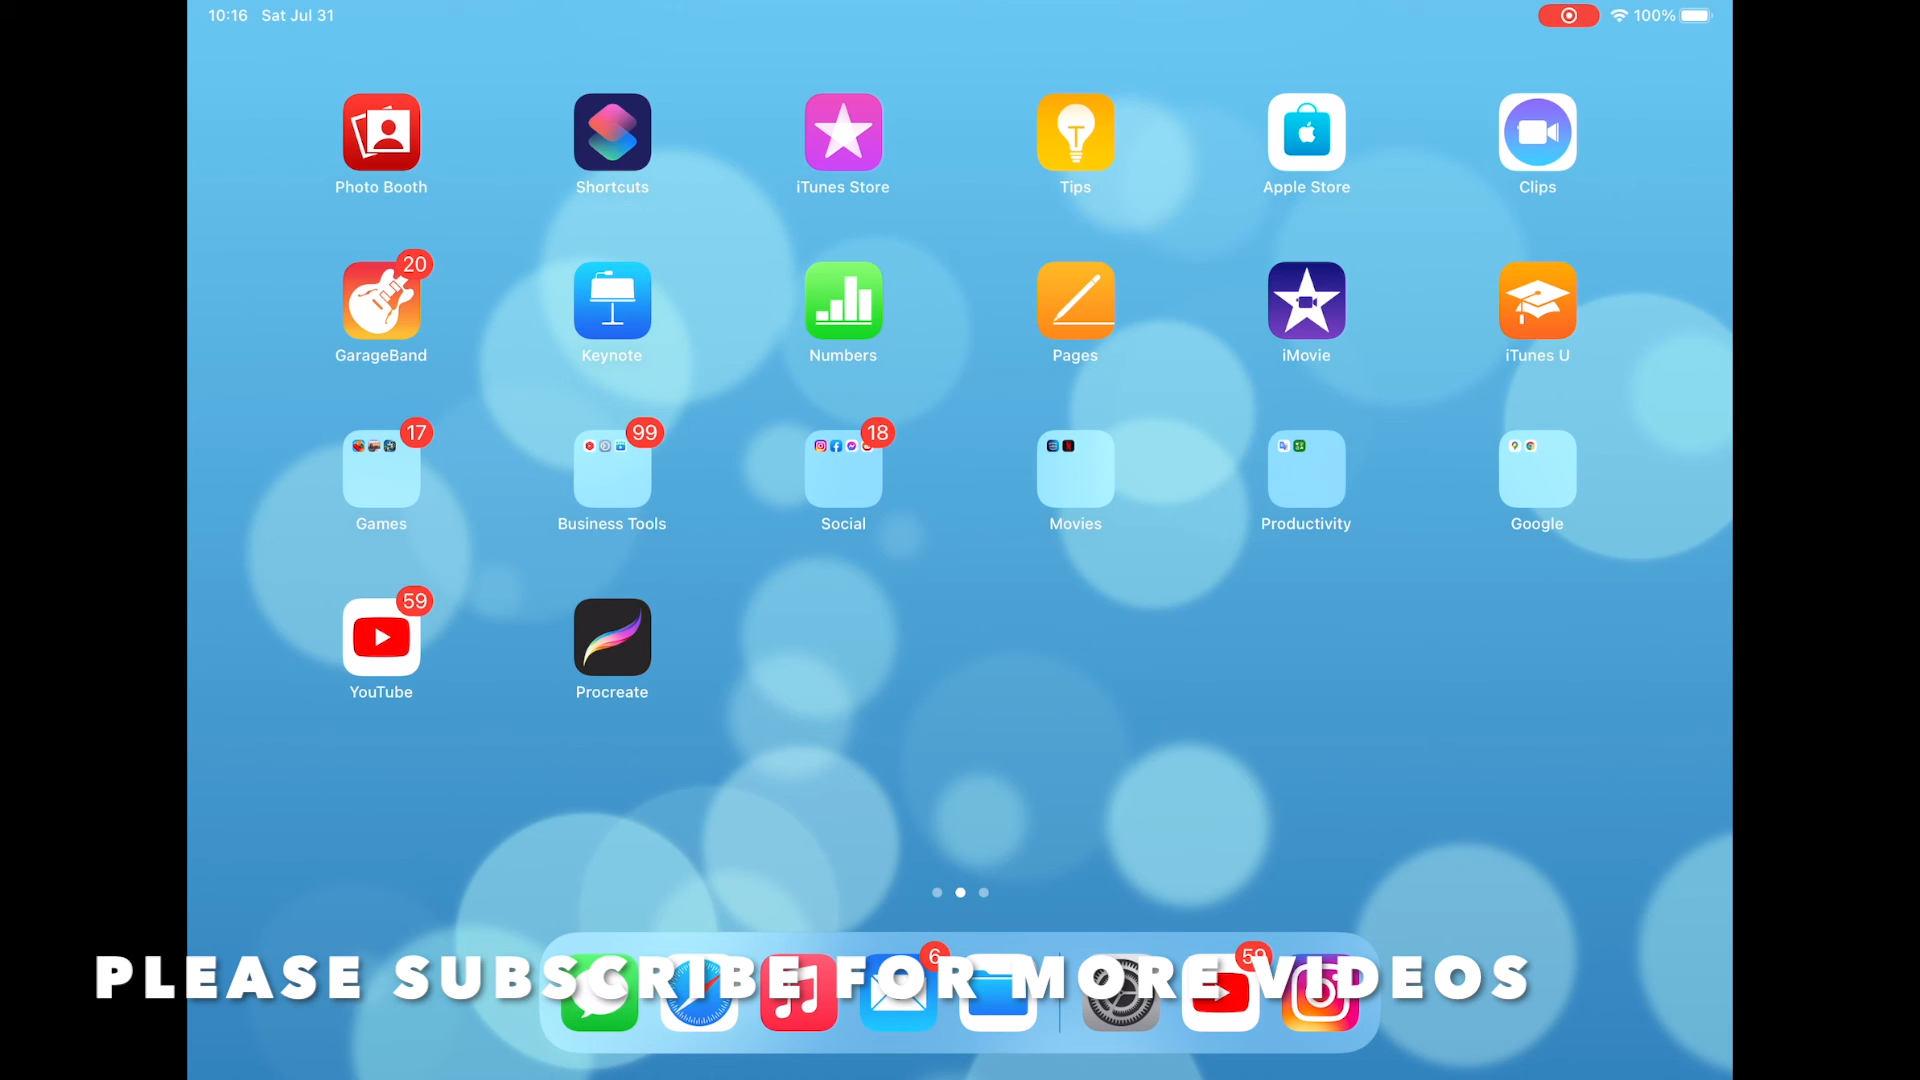 10:16 Sat Jul 31 100%
Photo Booth Shortcuts iTunes Store Tips Apple Store Clips
20
GarageBand Keynote Numbers Pages iMovie iTunes U
17 99 18
Games Business Tools Social Movies Productivity Google
59
YouTube Procreate
6 59
PLEASE SUBSCRIBE FOR MORE VIDEOS